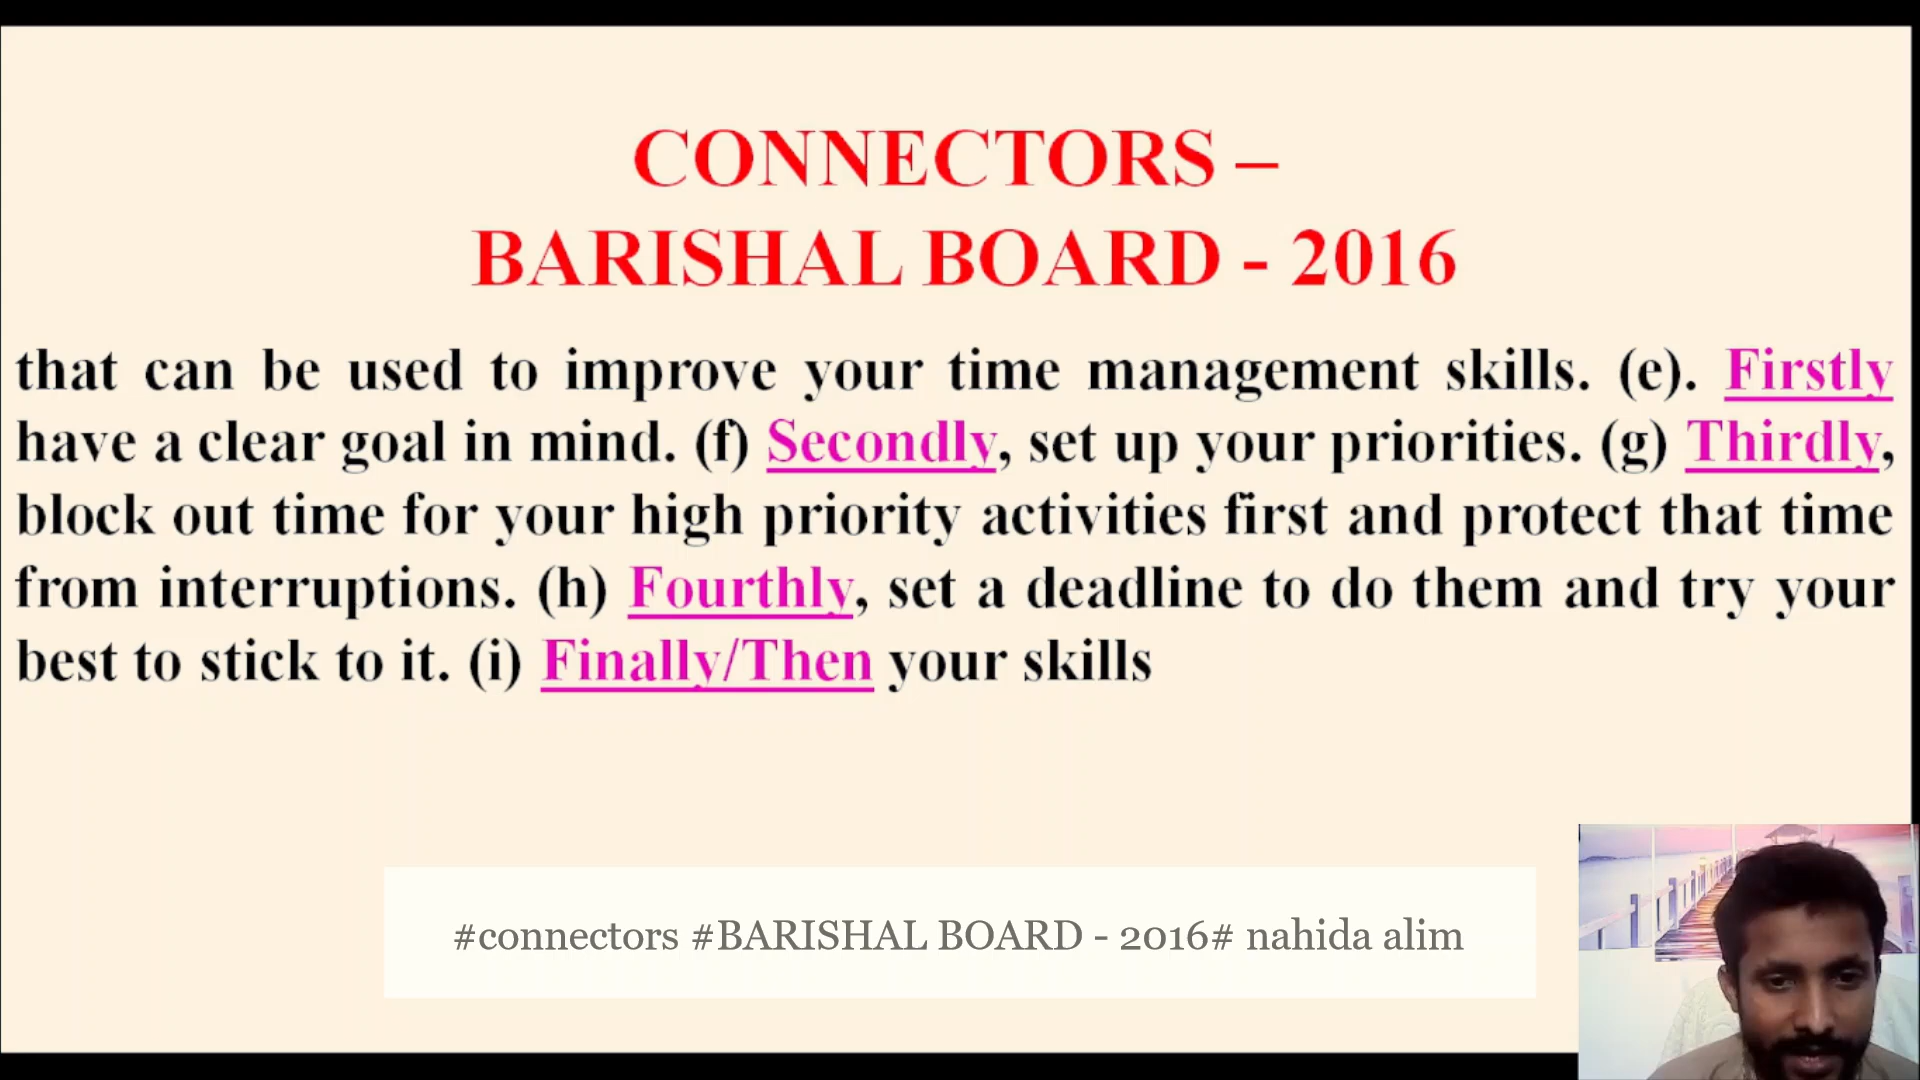 CONNECTORS –
BARISHAL BOARD - 2016
that can be used to improve your time management skills. (e). Firstly
have a clear goal in mind. (f) Secondly, set up your priorities. (g) Thirdly,
block out time for your high priority activities first and protect that time
from interruptions. (h) Fourthly, set a deadline to do them and try your
best to stick to it. (i) Finally/Then your skills
#connectors #BARISHAL BOARD - 2016# nahida alim